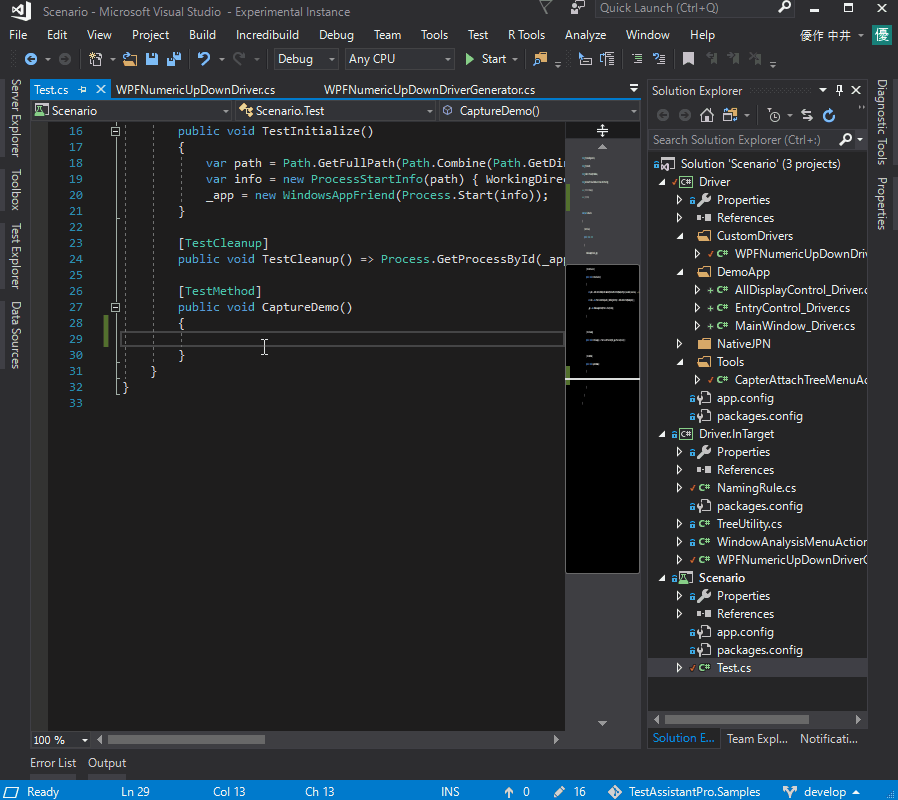 Scenario - Microsoft Visual Studio - Experimental Instance
Quick Launch (Ctrl+Q)
File Edit View Project Build Incredibuild Debug Team Tools Test R Tools Analyze Window Help 優作 中井 優
Debug Any CPU Start
Server Explorer
Toolbox
Test Explorer
Data Sources
Test.cs WPFNumericUpDownDriver.cs WPFNumericUpDownDriverGenerator.cs
Scenario Scenario.Test CaptureDemo()
16 public void TestInitialize()
17 {
18 var path = Path.GetFullPath(Path.Combine(Path.GetDi
19 var info = new ProcessStartInfo(path) { WorkingDirec
20 _app = new WindowsAppFriend(Process.Start(info));
21 }
22
23 [TestCleanup]
24 public void TestCleanup() => Process.GetProcessById(_app
25
26 [TestMethod]
27 public void CaptureDemo()
28 {
29
30 }
31 }
32 }
33
100 %
Solution Explorer
Search Solution Explorer (Ctrl+:)
Solution 'Scenario' (3 projects)
Driver
Properties
References
CustomDrivers
WPFNumericUpDownDriv
DemoApp
AllDisplayControl_Driver.c
EntryControl_Driver.cs
MainWindow_Driver.cs
NativeJPN
Tools
CapterAttachTreeMenuAc
app.config
packages.config
Driver.InTarget
Properties
References
NamingRule.cs
packages.config
TreeUtility.cs
WindowAnalysisMenuAction
WPFNumericUpDownDriverG
Scenario
Properties
References
app.config
packages.config
Test.cs
Solution E... Team Expl... Notificati...
Diagnostic Tools
Properties
Error List Output
Ready Ln 29 Col 13 Ch 13 INS 0 16 TestAssistantPro.Samples develop